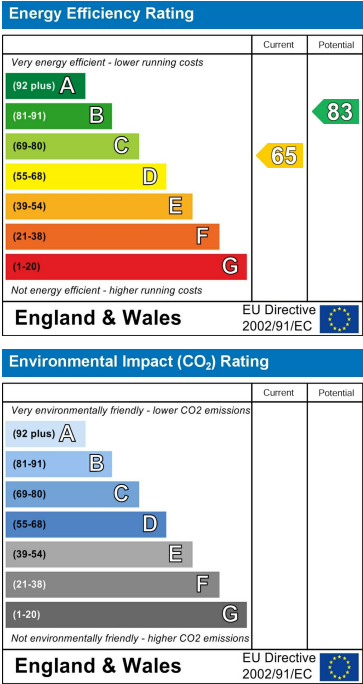 Energy Efficiency Rating
Current Potential
Very energy efficient - lower running costs
(92 plus) A
(81-91) B
(69-80) C
(55-68) D
(39-54) E
(21-38) F
(1-20) G
65
83
Not energy efficient - higher running costs
England & Wales
EU Directive
2002/91/EC
Environmental Impact (CO₂) Rating
Current Potential
Very environmentally friendly - lower CO2 emissions
(92 plus) A
(81-91) B
(69-80) C
(55-68) D
(39-54) E
(21-38) F
(1-20) G
Not environmentally friendly - higher CO2 emissions
England & Wales
EU Directive
2002/91/EC